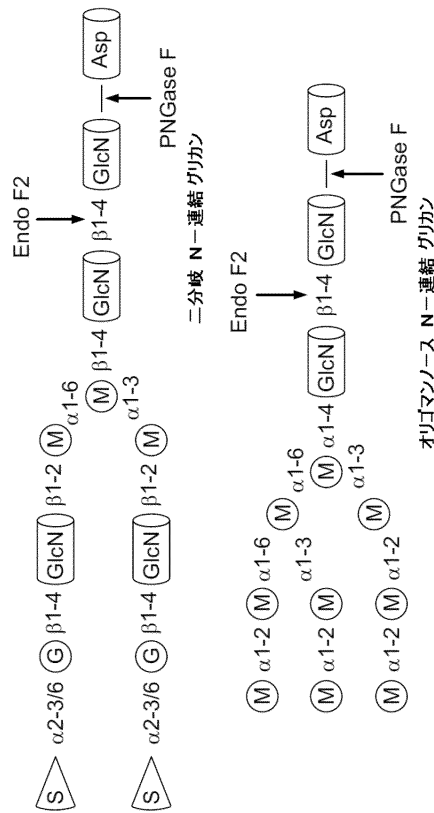 Endo F2
S α2-3/6 G β1-4 GlcN β1-2 M
α1-6
M β1-4 GlcN β1-4 GlcN Asp
α1-3
S α2-3/6 G β1-4 GlcN β1-2 M
PNGase F
二分岐 N－連結 グリカン
Endo F2
M α1-2 M α1-6
M α1-6
α1-3
M α1-2 M
M α1-4 GlcN β1-4 GlcN Asp
α1-3
M α1-2 M α1-2 M
PNGase F
オリゴマンノース N－連結 グリカン